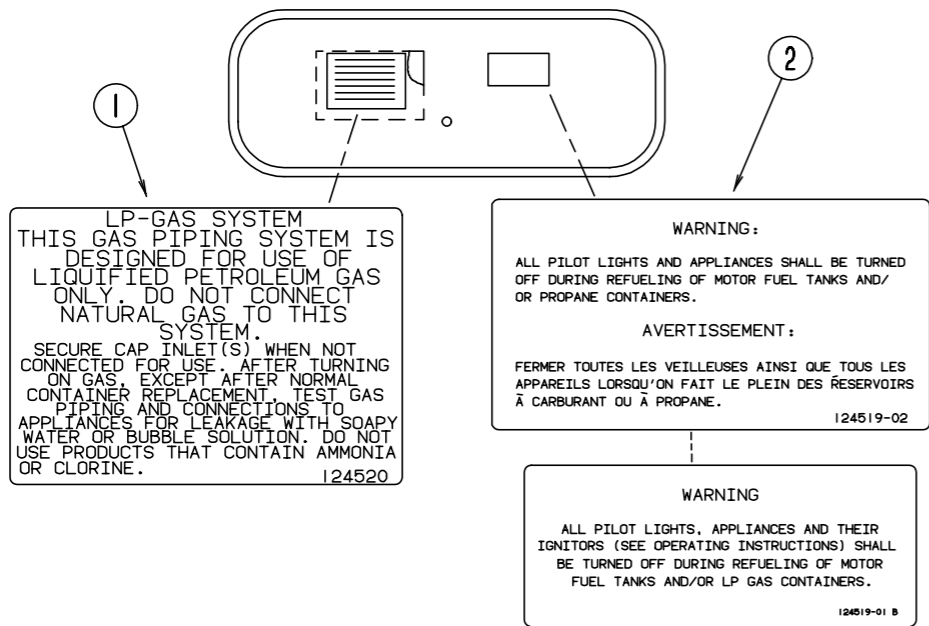 1
2
LP-GAS SYSTEM
THIS GAS PIPING SYSTEM IS
DESIGNED FOR USE OF
LIQUIFIED PETROLEUM GAS
ONLY. DO NOT CONNECT
NATURAL GAS TO THIS
SYSTEM.
SECURE CAP INLET(S) WHEN NOT
CONNECTED FOR USE. AFTER TURNING
ON GAS, EXCEPT AFTER NORMAL
CONTAINER REPLACEMENT, TEST GAS
PIPING AND CONNECTIONS TO
APPLIANCES FOR LEAKAGE WITH SOAPY
WATER OR BUBBLE SOLUTION. DO NOT
USE PRODUCTS THAT CONTAIN AMMONIA
OR CLORINE.
124520
WARNING:
ALL PILOT LIGHTS AND APPLIANCES SHALL BE TURNED
OFF DURING REFUELING OF MOTOR FUEL TANKS AND/
OR PROPANE CONTAINERS.
AVERTISSEMENT:
FERMER TOUTES LES VEILLEUSES AINSI QUE TOUS LES
APPAREILS LORSQU'ON FAIT LE PLEIN DES ŔESERVOIRS
Ā CARBURANT OU Ā PROPANE.
124519-02
WARNING
ALL PILOT LIGHTS, APPLIANCES AND THEIR
IGNITORS (SEE OPERATING INSTRUCTIONS) SHALL
BE TURNED OFF DURING REFUELING OF MOTOR
FUEL TANKS AND/OR LP GAS CONTAINERS.
124519-01 B